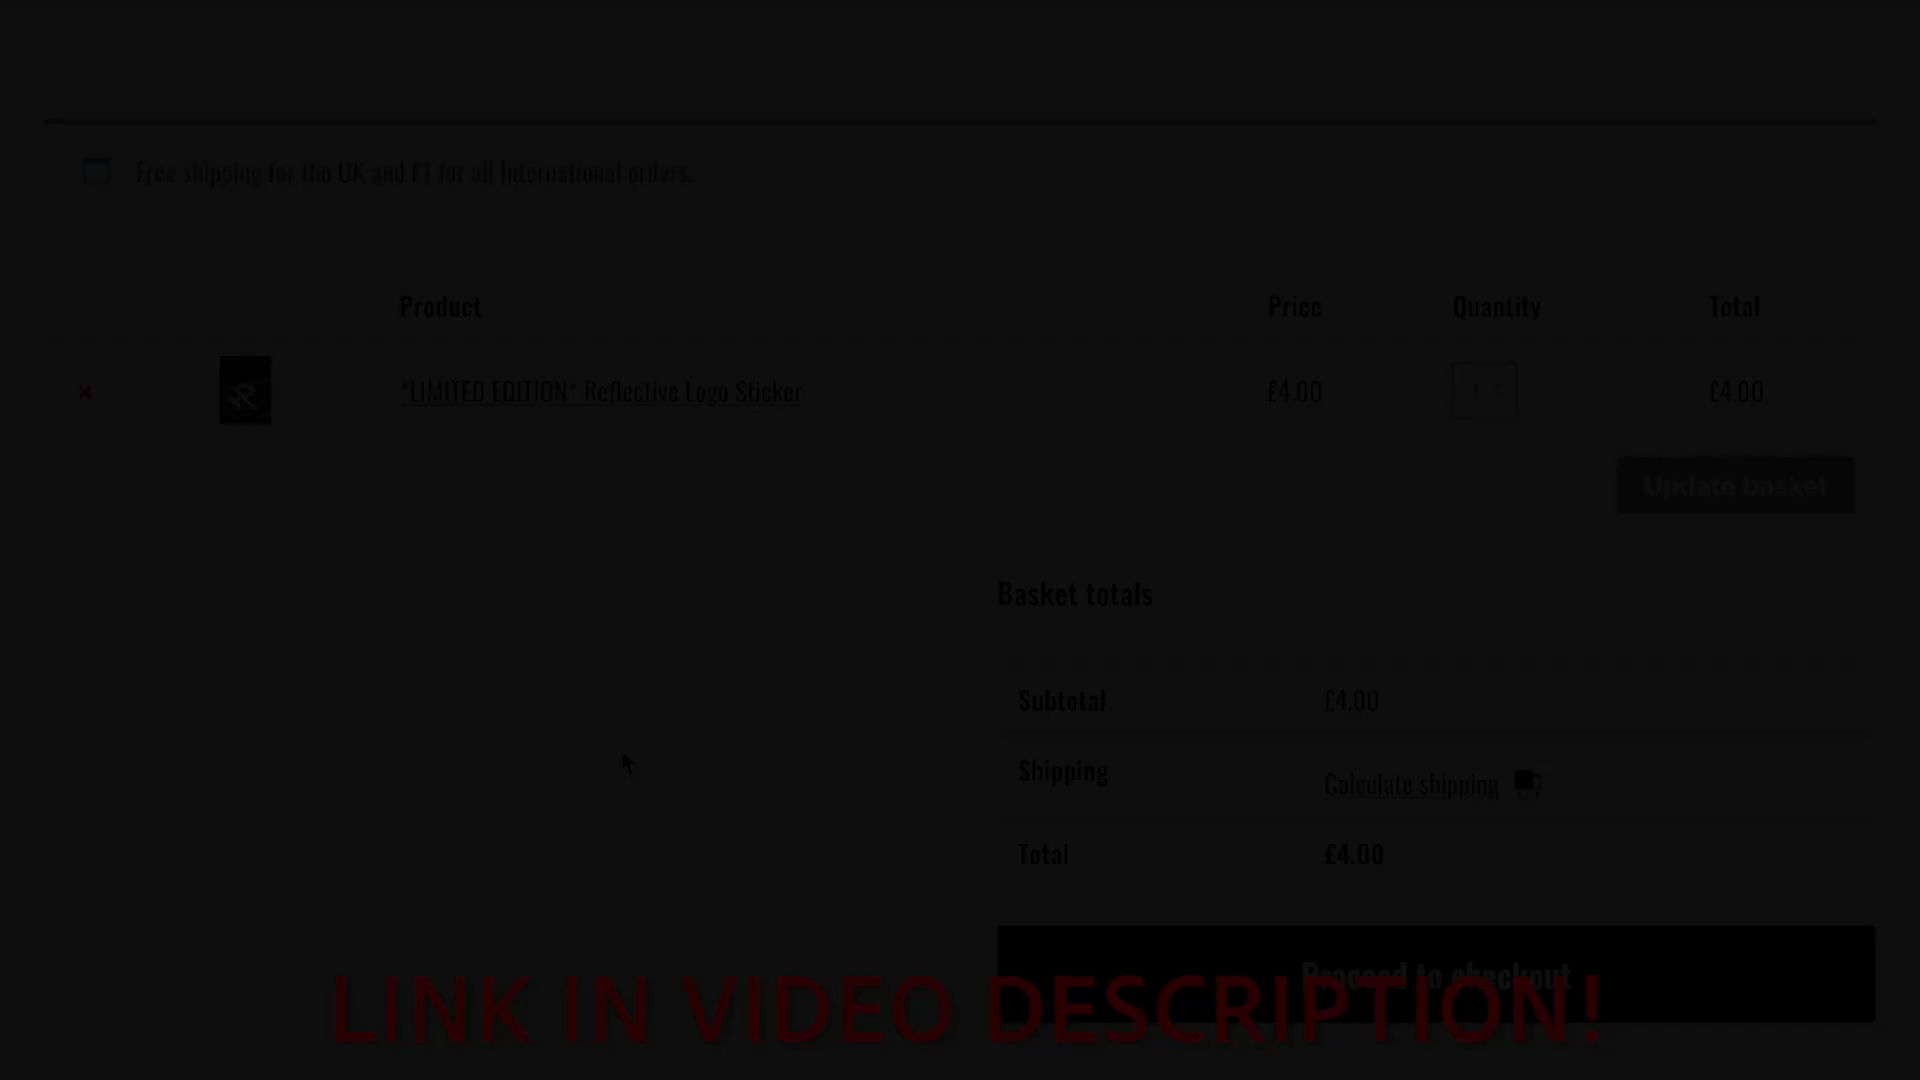 Free shipping for the UK and £1 for all International orders.
Product Price Quantity Total
*LIMITED EDITION* Reflective Logo Sticker £4.00 1 £4.00
Update basket
Basket totals
Subtotal £4.00
Shipping Calculate shipping
Total £4.00
Proceed to checkout
LINK IN VIDEO DESCRIPTION!